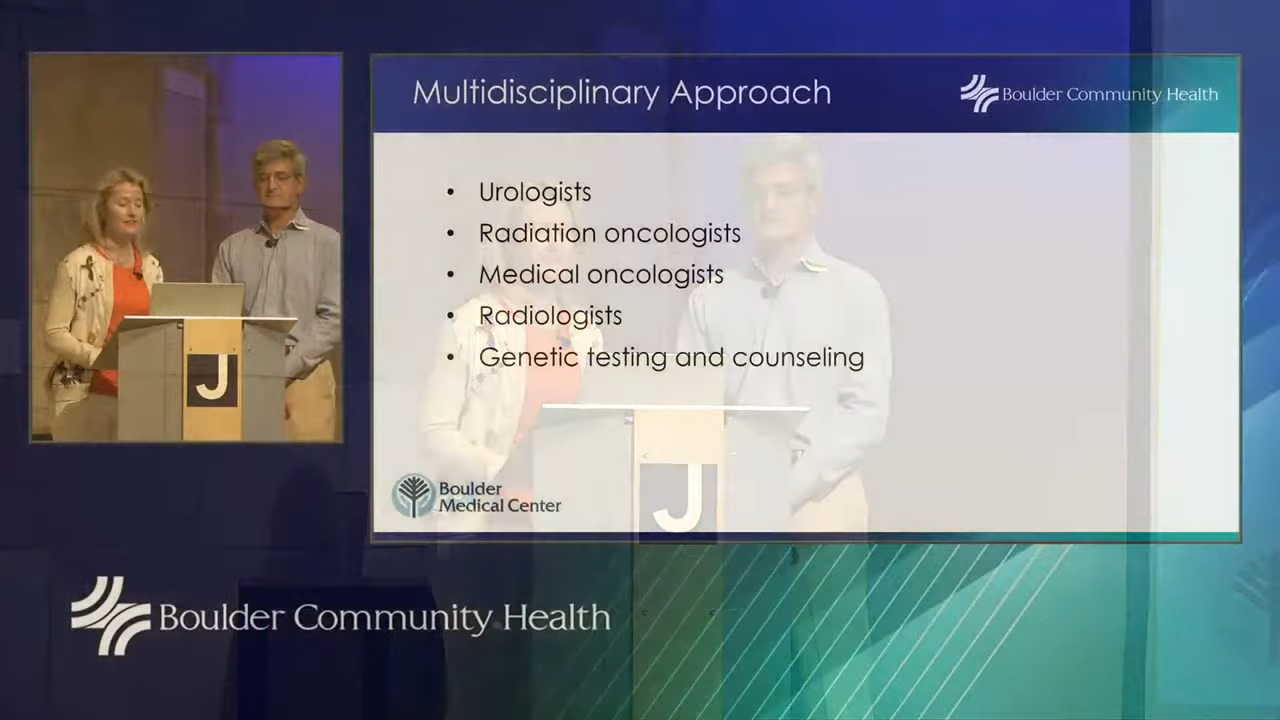 Multidisciplinary Approach
Boulder Community Health
• Urologists
• Radiation oncologists
• Medical oncologists
• Radiologists
• Genetic testing and counseling
J
J
Boulder
Medical Center
Boulder Community Health